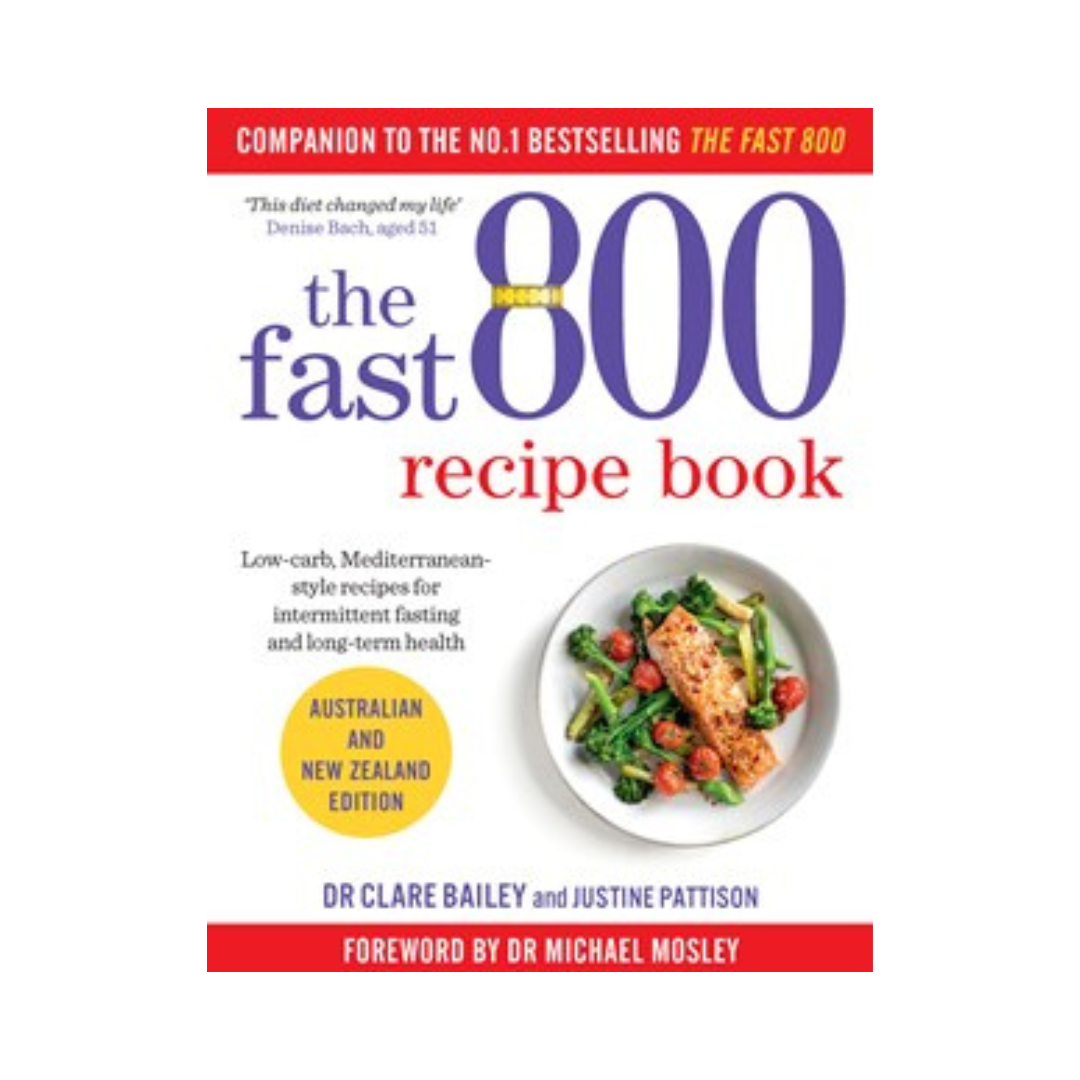 COMPANION TO THE NO.1 BESTSELLING THE FAST 800
'This diet changed my life'
Denise Bach, aged 51
the
fast 800
recipe book
Low-carb, Mediterranean-
style recipes for
intermittent fasting
and long-term health
AUSTRALIAN
AND
NEW ZEALAND
EDITION
DR CLARE BAILEY and JUSTINE PATTISON
FOREWORD BY DR MICHAEL MOSLEY